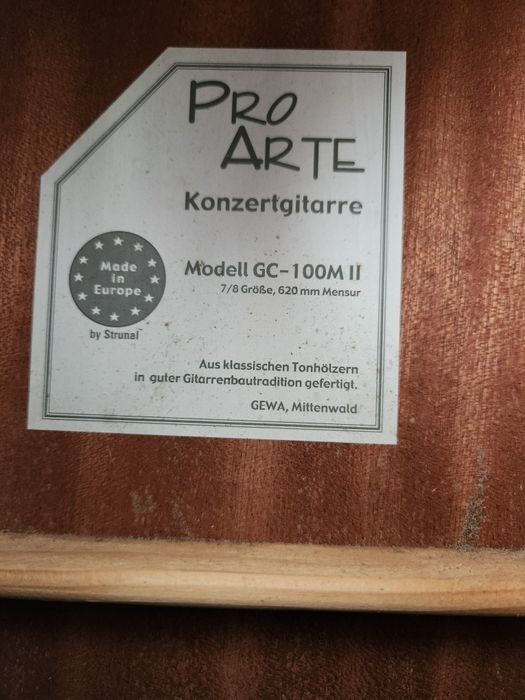 PRO
ARTE
Konzertgitarre
Modell GC-100M II
7/8 Größe, 620 mm Mensur
Made
in
Europe
by Strunal™
Aus klassischen Tonhölzern
in guter Gitarrenbautradition gefertigt.
GEWA, Mittenwald